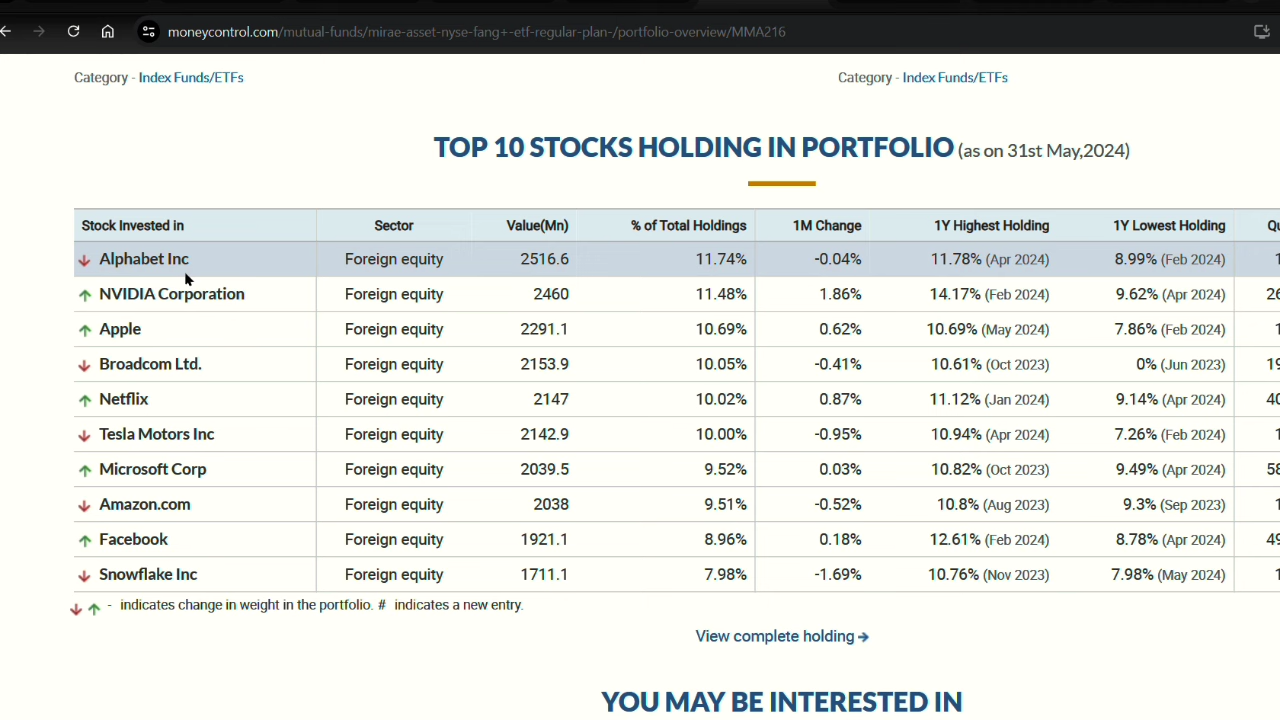 moneycontrol.com/mutual-funds/mirae-asset-nyse-fang+-etf-regular-plan-/portfolio-overview/MMA216
Category - Index Funds/ETFs Category - Index Funds/ETFs
TOP 10 STOCKS HOLDING IN PORTFOLIO (as on 31st May,2024)
Stock Invested in Sector Value(Mn) % of Total Holdings 1M Change 1Y Highest Holding 1Y Lowest Holding Qu
↓ Alphabet Inc Foreign equity 2516.6 11.74% -0.04% 11.78% (Apr 2024) 8.99% (Feb 2024) 1
↑ NVIDIA Corporation Foreign equity 2460 11.48% 1.86% 14.17% (Feb 2024) 9.62% (Apr 2024) 26
↑ Apple Foreign equity 2291.1 10.69% 0.62% 10.69% (May 2024) 7.86% (Feb 2024) 1
↓ Broadcom Ltd. Foreign equity 2153.9 10.05% -0.41% 10.61% (Oct 2023) 0% (Jun 2023) 19
↑ Netflix Foreign equity 2147 10.02% 0.87% 11.12% (Jan 2024) 9.14% (Apr 2024) 40
↓ Tesla Motors Inc Foreign equity 2142.9 10.00% -0.95% 10.94% (Apr 2024) 7.26% (Feb 2024) 1
↑ Microsoft Corp Foreign equity 2039.5 9.52% 0.03% 10.82% (Oct 2023) 9.49% (Apr 2024) 58
↓ Amazon.com Foreign equity 2038 9.51% -0.52% 10.8% (Aug 2023) 9.3% (Sep 2023) 1
↑ Facebook Foreign equity 1921.1 8.96% 0.18% 12.61% (Feb 2024) 8.78% (Apr 2024) 49
↓ Snowflake Inc Foreign equity 1711.1 7.98% -1.69% 10.76% (Nov 2023) 7.98% (May 2024) 1
↓ ↑ - indicates change in weight in the portfolio. # indicates a new entry.
View complete holding →
YOU MAY BE INTERESTED IN